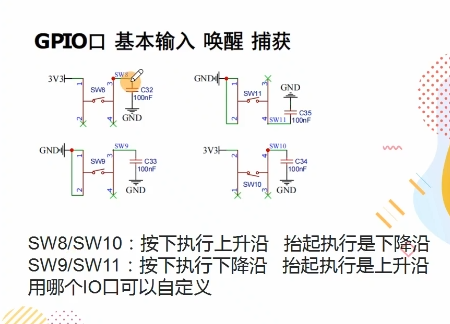 GPIO口 基本输入 唤醒 捕获
3V3 1 3 SW8
SW8 C32
100nF
2 4 GND
GND 1 3 GND
SW11 C35
100nF
2 4 SW11
GND 1 3 SW9
SW9 C33
100nF
2 4 GND
3V3 1 3 SW10
C34
100nF
SW10
2 4 GND
SW8/SW10：按下执行上升沿 抬起执行是下降沿
SW9/SW11：按下执行下降沿 抬起执行是上升沿
用哪个IO口可以自定义